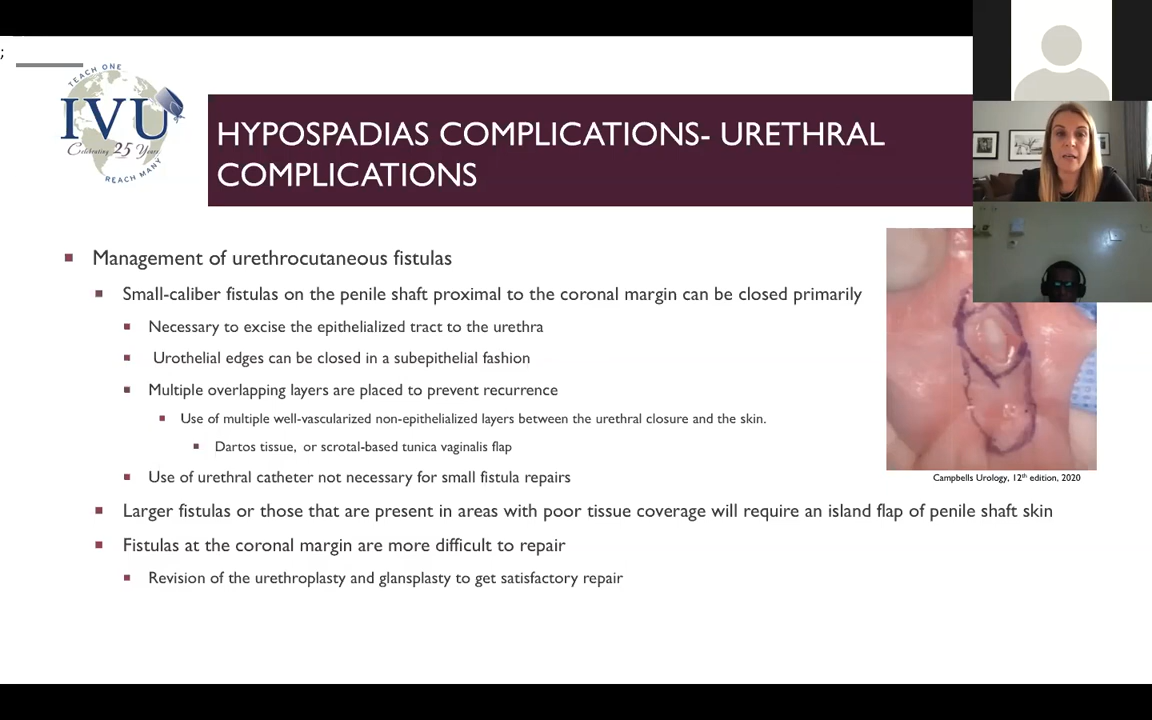 ;
TEACH ONE
IVU
Celebrating 25 Years
REACH MANY
HYPOSPADIAS COMPLICATIONS- URETHRAL
COMPLICATIONS
Management of urethrocutaneous fistulas
Small-caliber fistulas on the penile shaft proximal to the coronal margin can be closed primarily
Necessary to excise the epithelialized tract to the urethra
Urothelial edges can be closed in a subepithelial fashion
Multiple overlapping layers are placed to prevent recurrence
Use of multiple well-vascularized non-epithelialized layers between the urethral closure and the skin.
Dartos tissue, or scrotal-based tunica vaginalis flap
Use of urethral catheter not necessary for small fistula repairs
Campbells Urology, 12th edition, 2020
Larger fistulas or those that are present in areas with poor tissue coverage will require an island flap of penile shaft skin
Fistulas at the coronal margin are more difficult to repair
Revision of the urethroplasty and glansplasty to get satisfactory repair